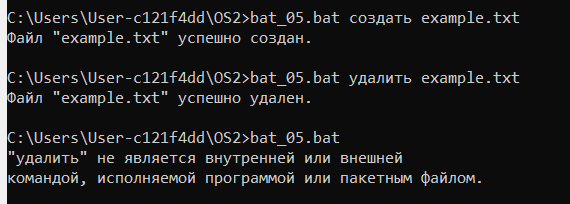 C:\Users\User-c121f4dd\OS2>bat_05.bat создать example.txt
Файл "example.txt" успешно создан.
C:\Users\User-c121f4dd\OS2>bat_05.bat удалить example.txt
Файл "example.txt" успешно удален.
C:\Users\User-c121f4dd\OS2>bat_05.bat
"удалить" не является внутренней или внешней
командой, исполняемой программой или пакетным файлом.